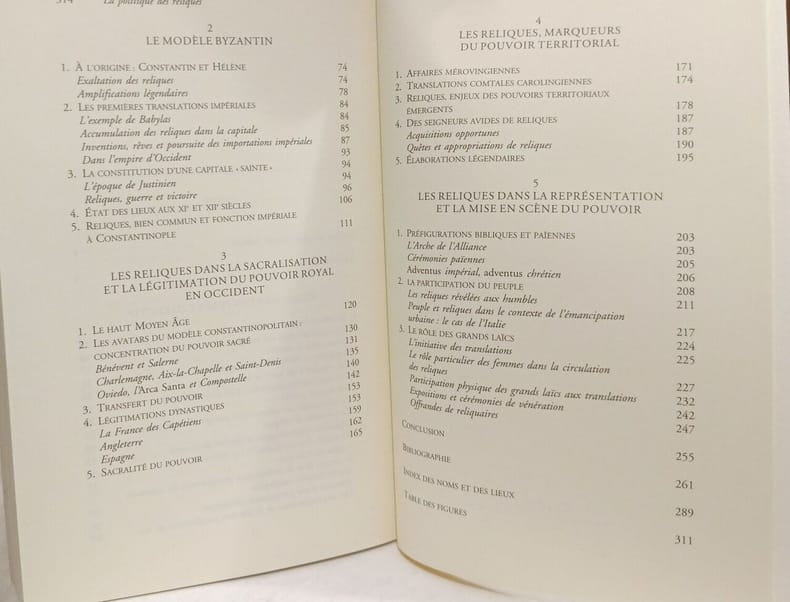 314 La politique des reliques
2
LE MODÈLE BYZANTIN
1. À L'ORIGINE : CONSTANTIN ET HÉLÈNE 74
Exaltation des reliques 74
Amplifications légendaires 78
2. LES PREMIÈRES TRANSLATIONS IMPÉRIALES 84
L'exemple de Babylas 84
Accumulation des reliques dans la capitale 85
Inventions, rêves et poursuite des importations impériales 87
Dans l'empire d'Occident 93
3. LA CONSTITUTION D'UNE CAPITALE « SAINTE » 94
L'époque de Justinien 94
Reliques, guerre et victoire 96
4. ÉTAT DES LIEUX AUX XIe ET XIIe SIÈCLES 106
5. RELIQUES, BIEN COMMUN ET FONCTION IMPÉRIALE
À CONSTANTINOPLE 111
3
LES RELIQUES DANS LA SACRALISATION
ET LA LÉGITIMATION DU POUVOIR ROYAL
EN OCCIDENT
1. LE HAUT MOYEN ÂGE 120
2. LES AVATARS DU MODÈLE CONSTANTINOPOLITAIN :
CONCENTRATION DU POUVOIR SACRÉ 130
Bénévent et Salerne 131
Charlemagne, Aix-la-Chapelle et Saint-Denis 135
Oviedo, l'Arca Santa et Compostelle 140
3. TRANSFERT DU POUVOIR 142
4. LÉGITIMATIONS DYNASTIQUES 153
La France des Capétiens 153
Angleterre 159
Espagne 162
5. SACRALITÉ DU POUVOIR 165
4
LES RELIQUES, MARQUEURS
DU POUVOIR TERRITORIAL
1. AFFAIRES MÉROVINGIENNES 171
2. TRANSLATIONS COMTALES CAROLINGIENNES 174
3. RELIQUES, ENJEUX DES POUVOIRS TERRITORIAUX
ÉMERGENTS 178
4. DES SEIGNEURS AVIDES DE RELIQUES 187
Acquisitions opportunes 187
Quêtes et appropriations de reliques 190
5. ÉLABORATIONS LÉGENDAIRES 195
5
LES RELIQUES DANS LA REPRÉSENTATION
ET LA MISE EN SCÈNE DU POUVOIR
1. PRÉFIGURATIONS BIBLIQUES ET PAÏENNES 203
L'Arche de l'Alliance 203
Cérémonies païennes 205
Adventus impérial, adventus chrétien 206
2. LA PARTICIPATION DU PEUPLE 208
Les reliques révélées aux humbles 211
Peuple et reliques dans le contexte de l'émancipation
urbaine : le cas de l'Italie 217
3. LE RÔLE DES GRANDS LAÏCS 224
L'initiative des translations 225
Le rôle particulier des femmes dans la circulation
des reliques 227
Participation physique des grands laïcs aux translations 232
Expositions et cérémonies de vénération 242
Offrandes de reliquaires 247
CONCLUSION 255
BIBLIOGRAPHIE 261
INDEX DES NOMS ET DES LIEUX 289
TABLE DES FIGURES 311